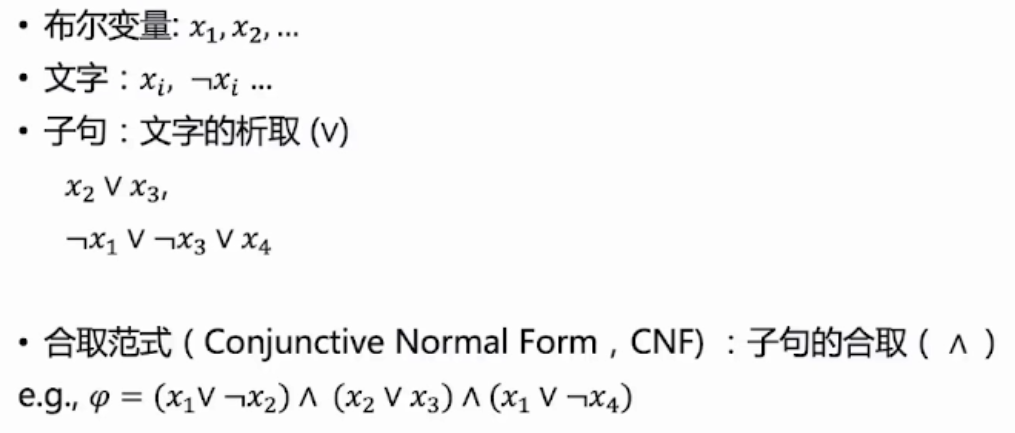 • 布尔变量: x₁, x₂, ...
• 文字：xᵢ, ¬xᵢ ...
• 子句：文字的析取 (∨)
x₂ ∨ x₃,
¬x₁ ∨ ¬x₃ ∨ x₄
• 合取范式（Conjunctive Normal Form，CNF）：子句的合取（ ∧ ）
e.g., φ = (x₁∨ ¬x₂) ∧ (x₂ ∨ x₃) ∧ (x₁ ∨ ¬x₄)